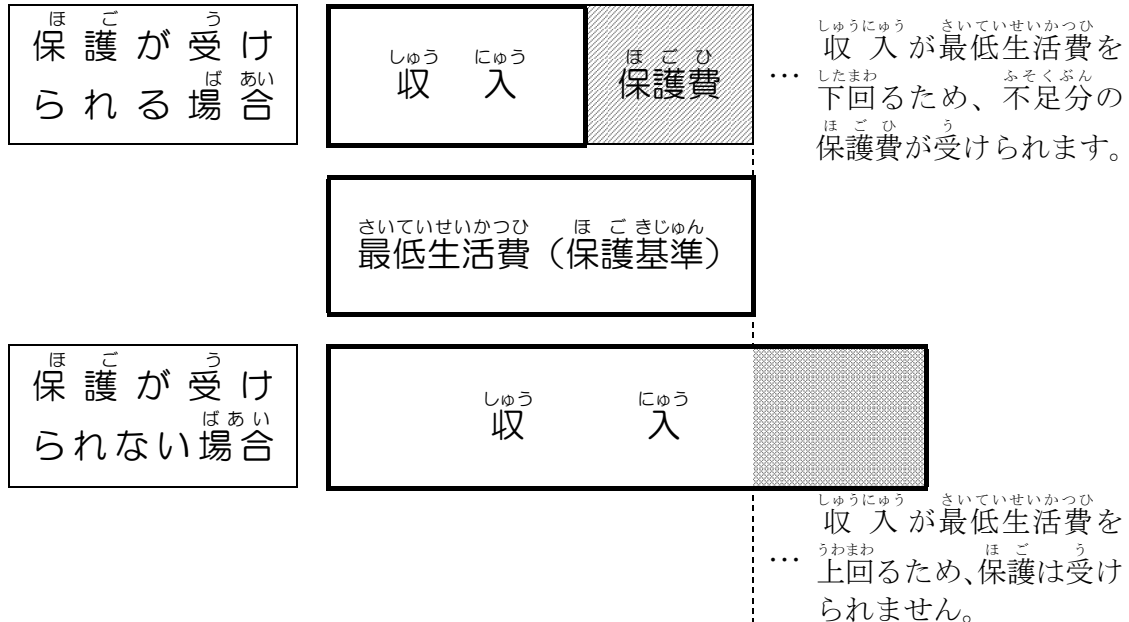 保護が受け
られる場合
収入
保護費
… 収入が最低生活費を
下回るため、不足分の
保護費が受けられます。
最低生活費（保護基準）
保護が受け
られない場合
収入
… 収入が最低生活費を
上回るため、保護は受け
られません。